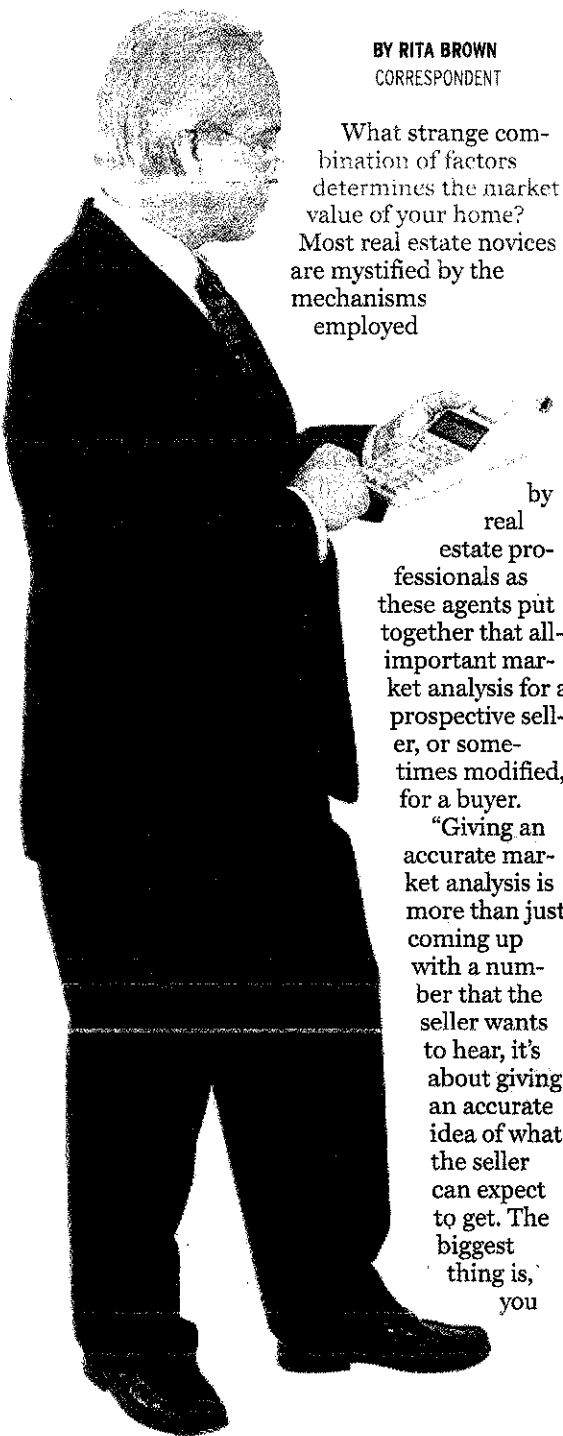 BY RITA BROWN
CORRESPONDENT
What strange com-
bination of factors
determines the market
value of your home?
Most real estate novices
are mystified by the
mechanisms
employed
by
real
estate pro-
fessionals as
these agents put
together that all-
important mar-
ket analysis for a
prospective sell-
er, or some-
times modified,
for a buyer.
“Giving an
accurate mar-
ket analysis is
more than just
coming up
with a num-
ber that the
seller wants
to hear, it’s
about giving
an accurate
idea of what
the seller
can expect
to get. The
biggest
thing is,
you